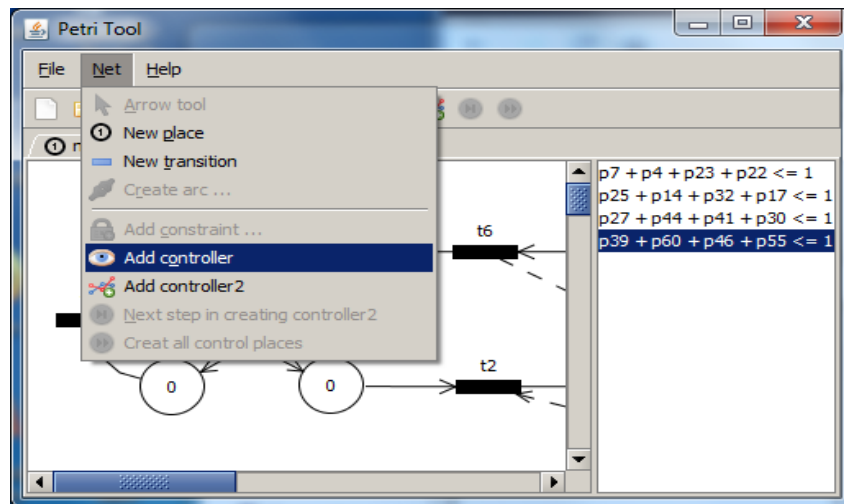 Petri Tool
File Net Help
Arrow tool
New place
New transition
Create arc ...
Add constraint ...
Add controller
Add controller2
Next step in creating controller2
Creat all control places
t6
t2
0 0
p7 + p4 + p23 + p22 <= 1
p25 + p14 + p32 + p17 <= 1
p27 + p44 + p41 + p30 <= 1
p39 + p60 + p46 + p55 <= 1